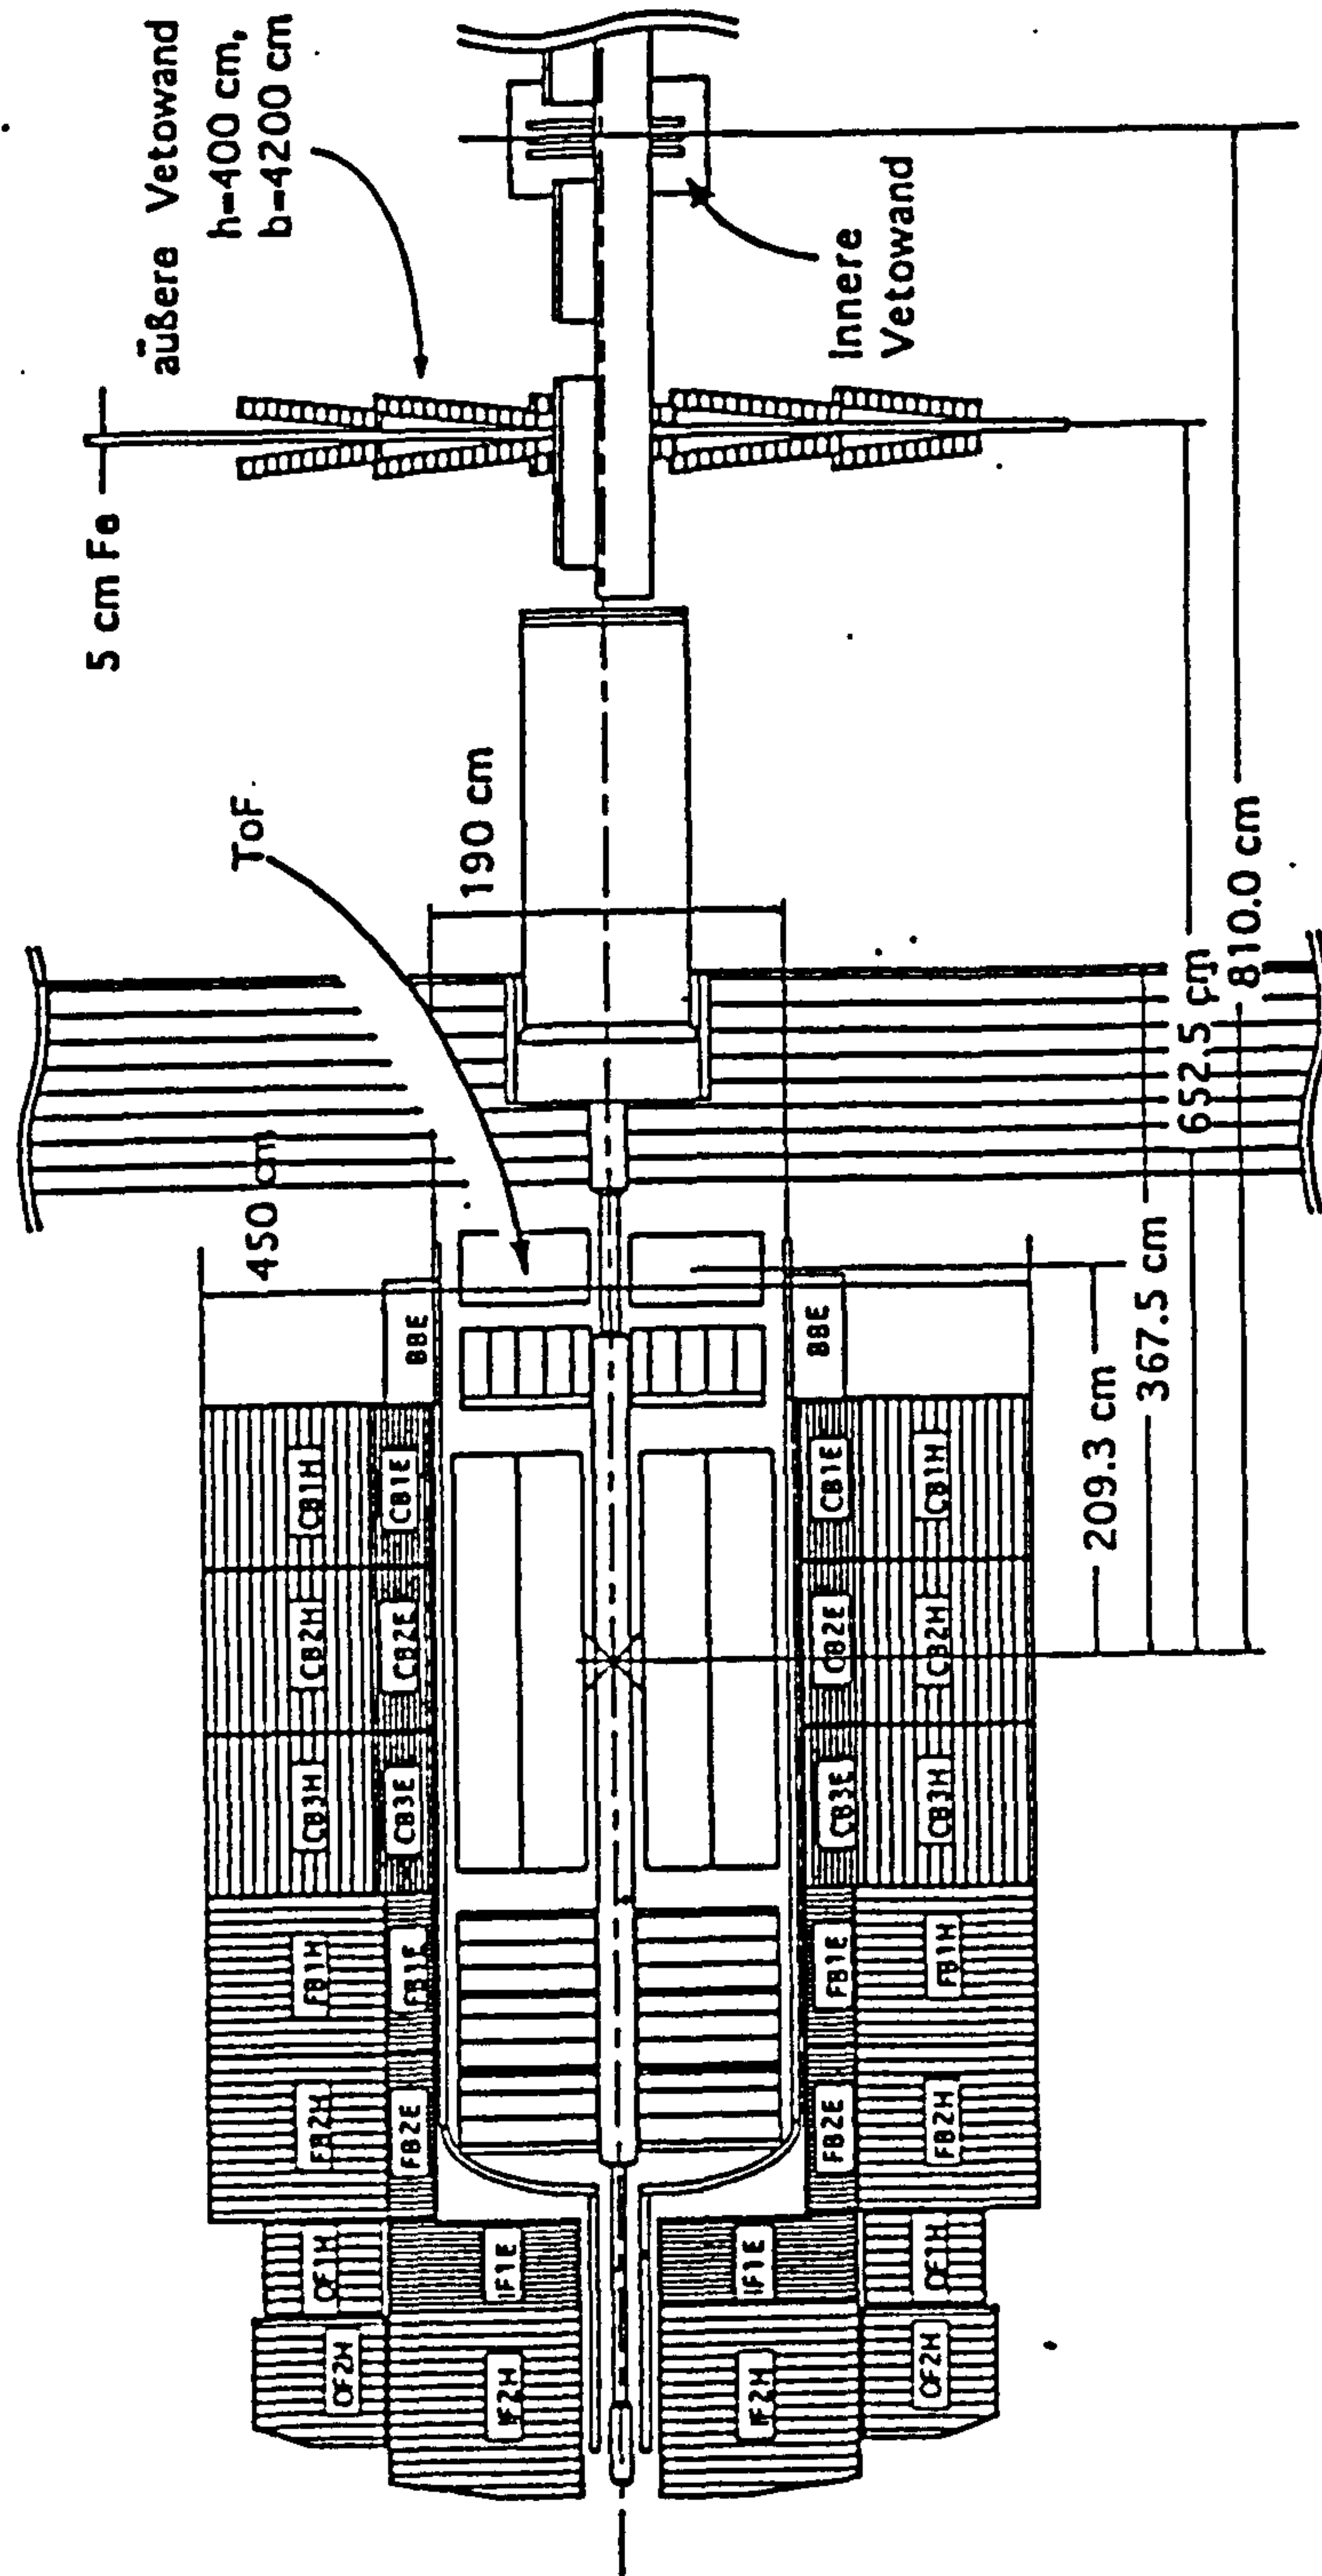 5 cm Fe
äußere Vetowand
h=400 cm,
b=4200 cm
ToF
450 cm
190 cm
OF2H
OF1H
FB2H
FB1H
CB3H
CB2H
CB1H
IF2H
IF1E
FB2E
FB1E
CB3E
CB2E
CB1E
BBE
IF2H
IF1E
FB2E
FB1E
CB3E
CB2E
CB1E
BBE
OF2H
OF1H
FB2H
FB1H
CB3H
CB2H
CB1H
innere
Vetowand
209.3 cm
367.5 cm
652.5 cm
810.0 cm